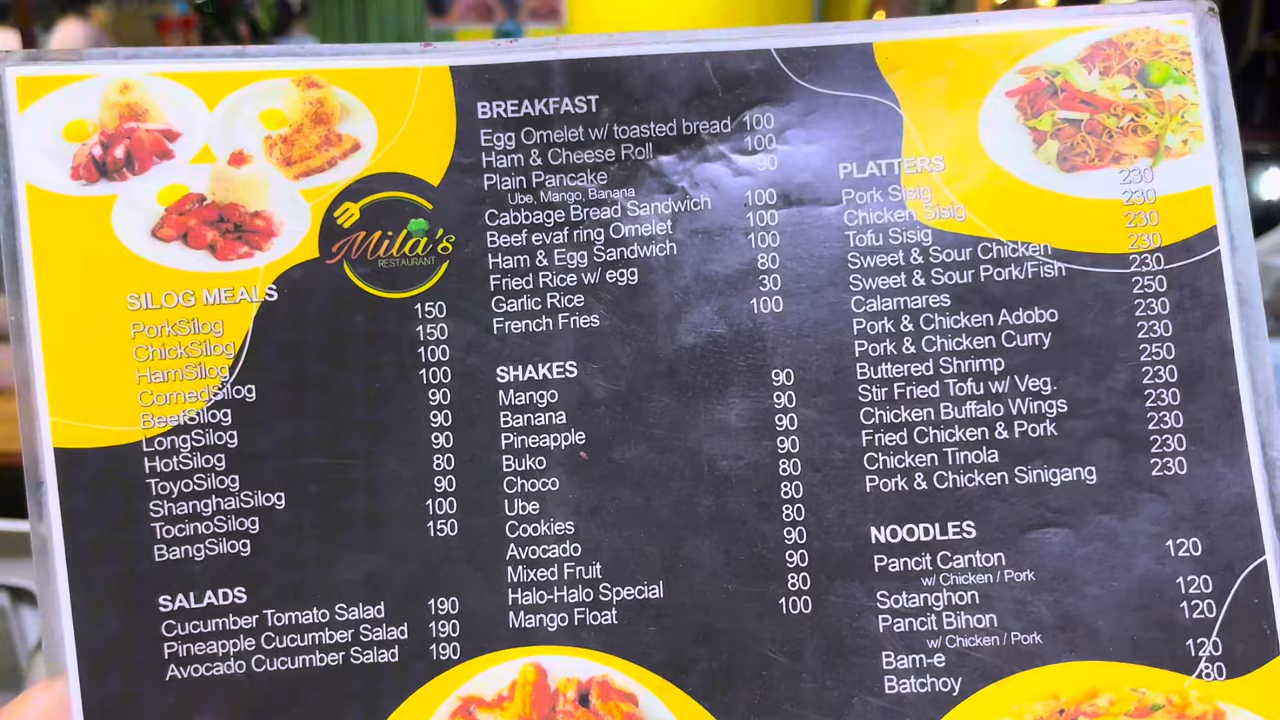 Mila's
RESTAURANT
SILOG MEALS
PorkSilog 150
ChickSilog 150
HamSilog 100
CornedSilog 100
BeefSilog 90
LongSilog 90
HotSilog 90
ToyoSilog 80
ShanghaiSilog 90
TocinoSilog 100
BangSilog 150
SALADS
Cucumber Tomato Salad 190
Pineapple Cucumber Salad 190
Avocado Cucumber Salad 190
BREAKFAST
Egg Omelet w/ toasted bread 100
Ham & Cheese Roll 100
Plain Pancake 90
Ube, Mango, Banana
Cabbage Bread Sandwich 100
Beef evaf ring Omelet 100
Ham & Egg Sandwich 100
Fried Rice w/ egg 80
Garlic Rice 30
French Fries 100
SHAKES
Mango 90
Banana 90
Pineapple 90
Buko 90
Choco 80
Ube 80
Cookies 80
Avocado 90
Mixed Fruit 90
Halo-Halo Special 80
Mango Float 100
PLATTERS
Pork Sisig 230
Chicken Sisig 230
Tofu Sisig 230
Sweet & Sour Chicken 230
Sweet & Sour Pork/Fish 230
Calamares 250
Pork & Chicken Adobo 230
Pork & Chicken Curry 230
Buttered Shrimp 250
Stir Fried Tofu w/ Veg. 230
Chicken Buffalo Wings 230
Fried Chicken & Pork 230
Chicken Tinola 230
Pork & Chicken Sinigang 230
NOODLES
Pancit Canton 120
w/ Chicken / Pork
Sotanghon 120
Pancit Bihon 120
w/ Chicken / Pork
Bam-e 120
Batchoy 80